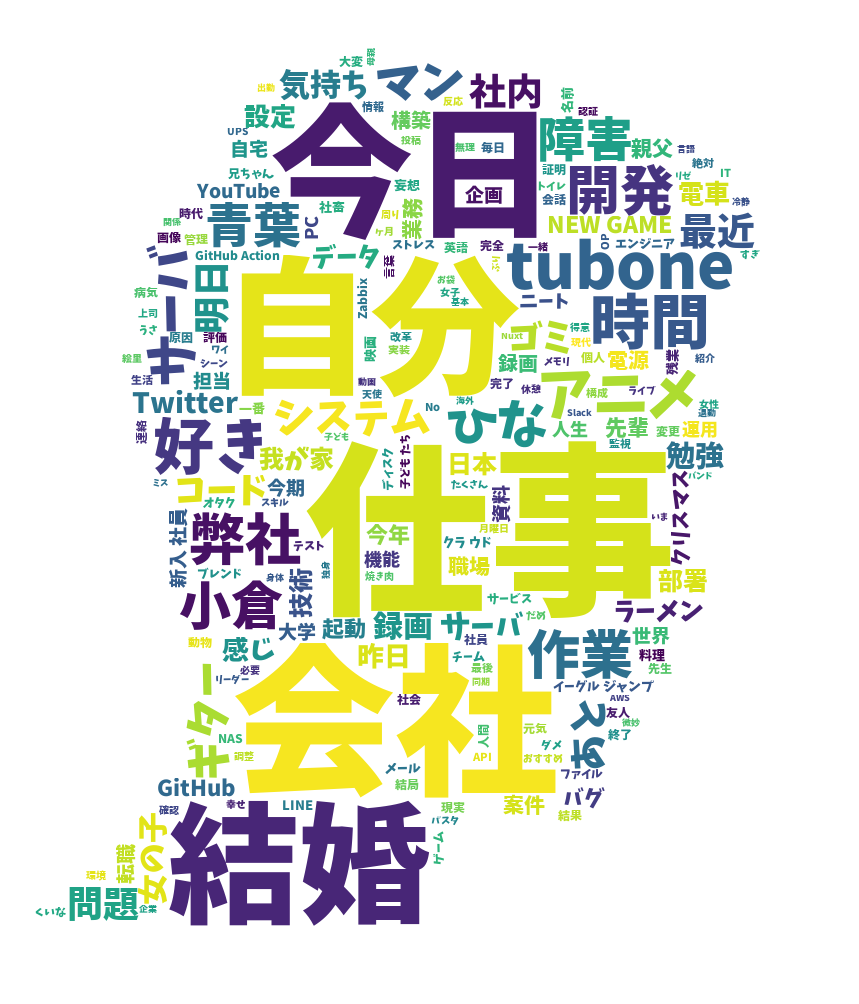 大変
母親
出勤
気持ち
マン
社内
情報
反応
名前
認証
設定
構築
障害
UPS
自宅
今日
投稿
無理
毎日
親父
言語
絶対
兄ちゃん
妄想
証明
リゼ
IT
YouTube
社畜
企画
トイレ
会話
開発
電車
冷静
時代
青葉
PC
周り
業務
ヶ月
NEW GAME
最近
関係
画像
管理
ストレス
英語
完全
一緒
OP
エンジニア
すぎ
GitHub Action
データ
言葉
tubone
サーバ
明日
自分
お袋
女子
基本
ニート
時間
病気
上司
Zabbix
うさ
原因
評価
ワイ
シーン
映画
改革
実装
Nuxt
ゴミ
得意
現代
残業
絵里
生活
担当
動画
天使
録画
メモリ
個人
電源
紹介
完了
休憩
アニメ
構成
ライブ
Twitter
一番
システム
No
海外
ひな
Slack
女性
退勤
連絡
好き
子ども
人生
先輩
変更
運用
監視
我が家
ディスク
子どもたち
日本
勉強
バンド
ミス
コード
今期
たくさん
オタク
スキル
仕事
資料
クリスマス
いま
新入社員
弊社
テスト
今年
月曜日
クラウド
機能
職場
ブレンド
身体
独身
焼き肉
部署
小倉
技術
サービス
だめ
ラーメン
大学
起動
録画
サーバ
社員
作業
世界
動物
感じ
昨日
チーム
料理
必要
最後
先生
リーダー
同期
イーグルジャンプ
ギター
会社
社会
AWS
友人
微妙
あと
NAS
人間
元気
終了
調整
ダメ
API
おすすめ
メール
ファイル
GitHub
結局
バグ
確認
幸せ
LINE
現実
案件
結果
結婚
パスタ
女の子
転職
ゲーム
環境
くいな
問題
企業